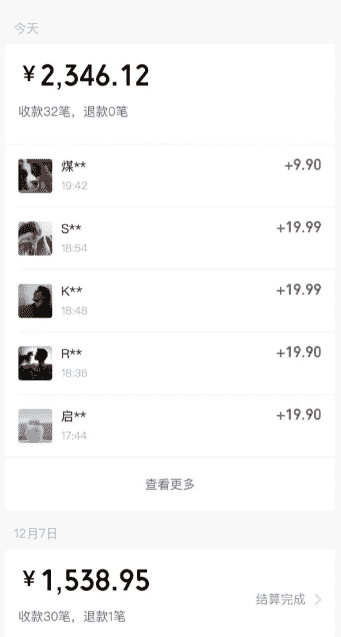 今天
￥2,346.12
收款32笔，退款0笔
煤**
+9.90
19:42
S**
+19.99
18:54
K**
+19.99
18:48
R**
+19.90
18:36
启**
+19.90
17:44
查看更多
12月7日
￥1,538.95
结算完成
收款30笔，退款1笔